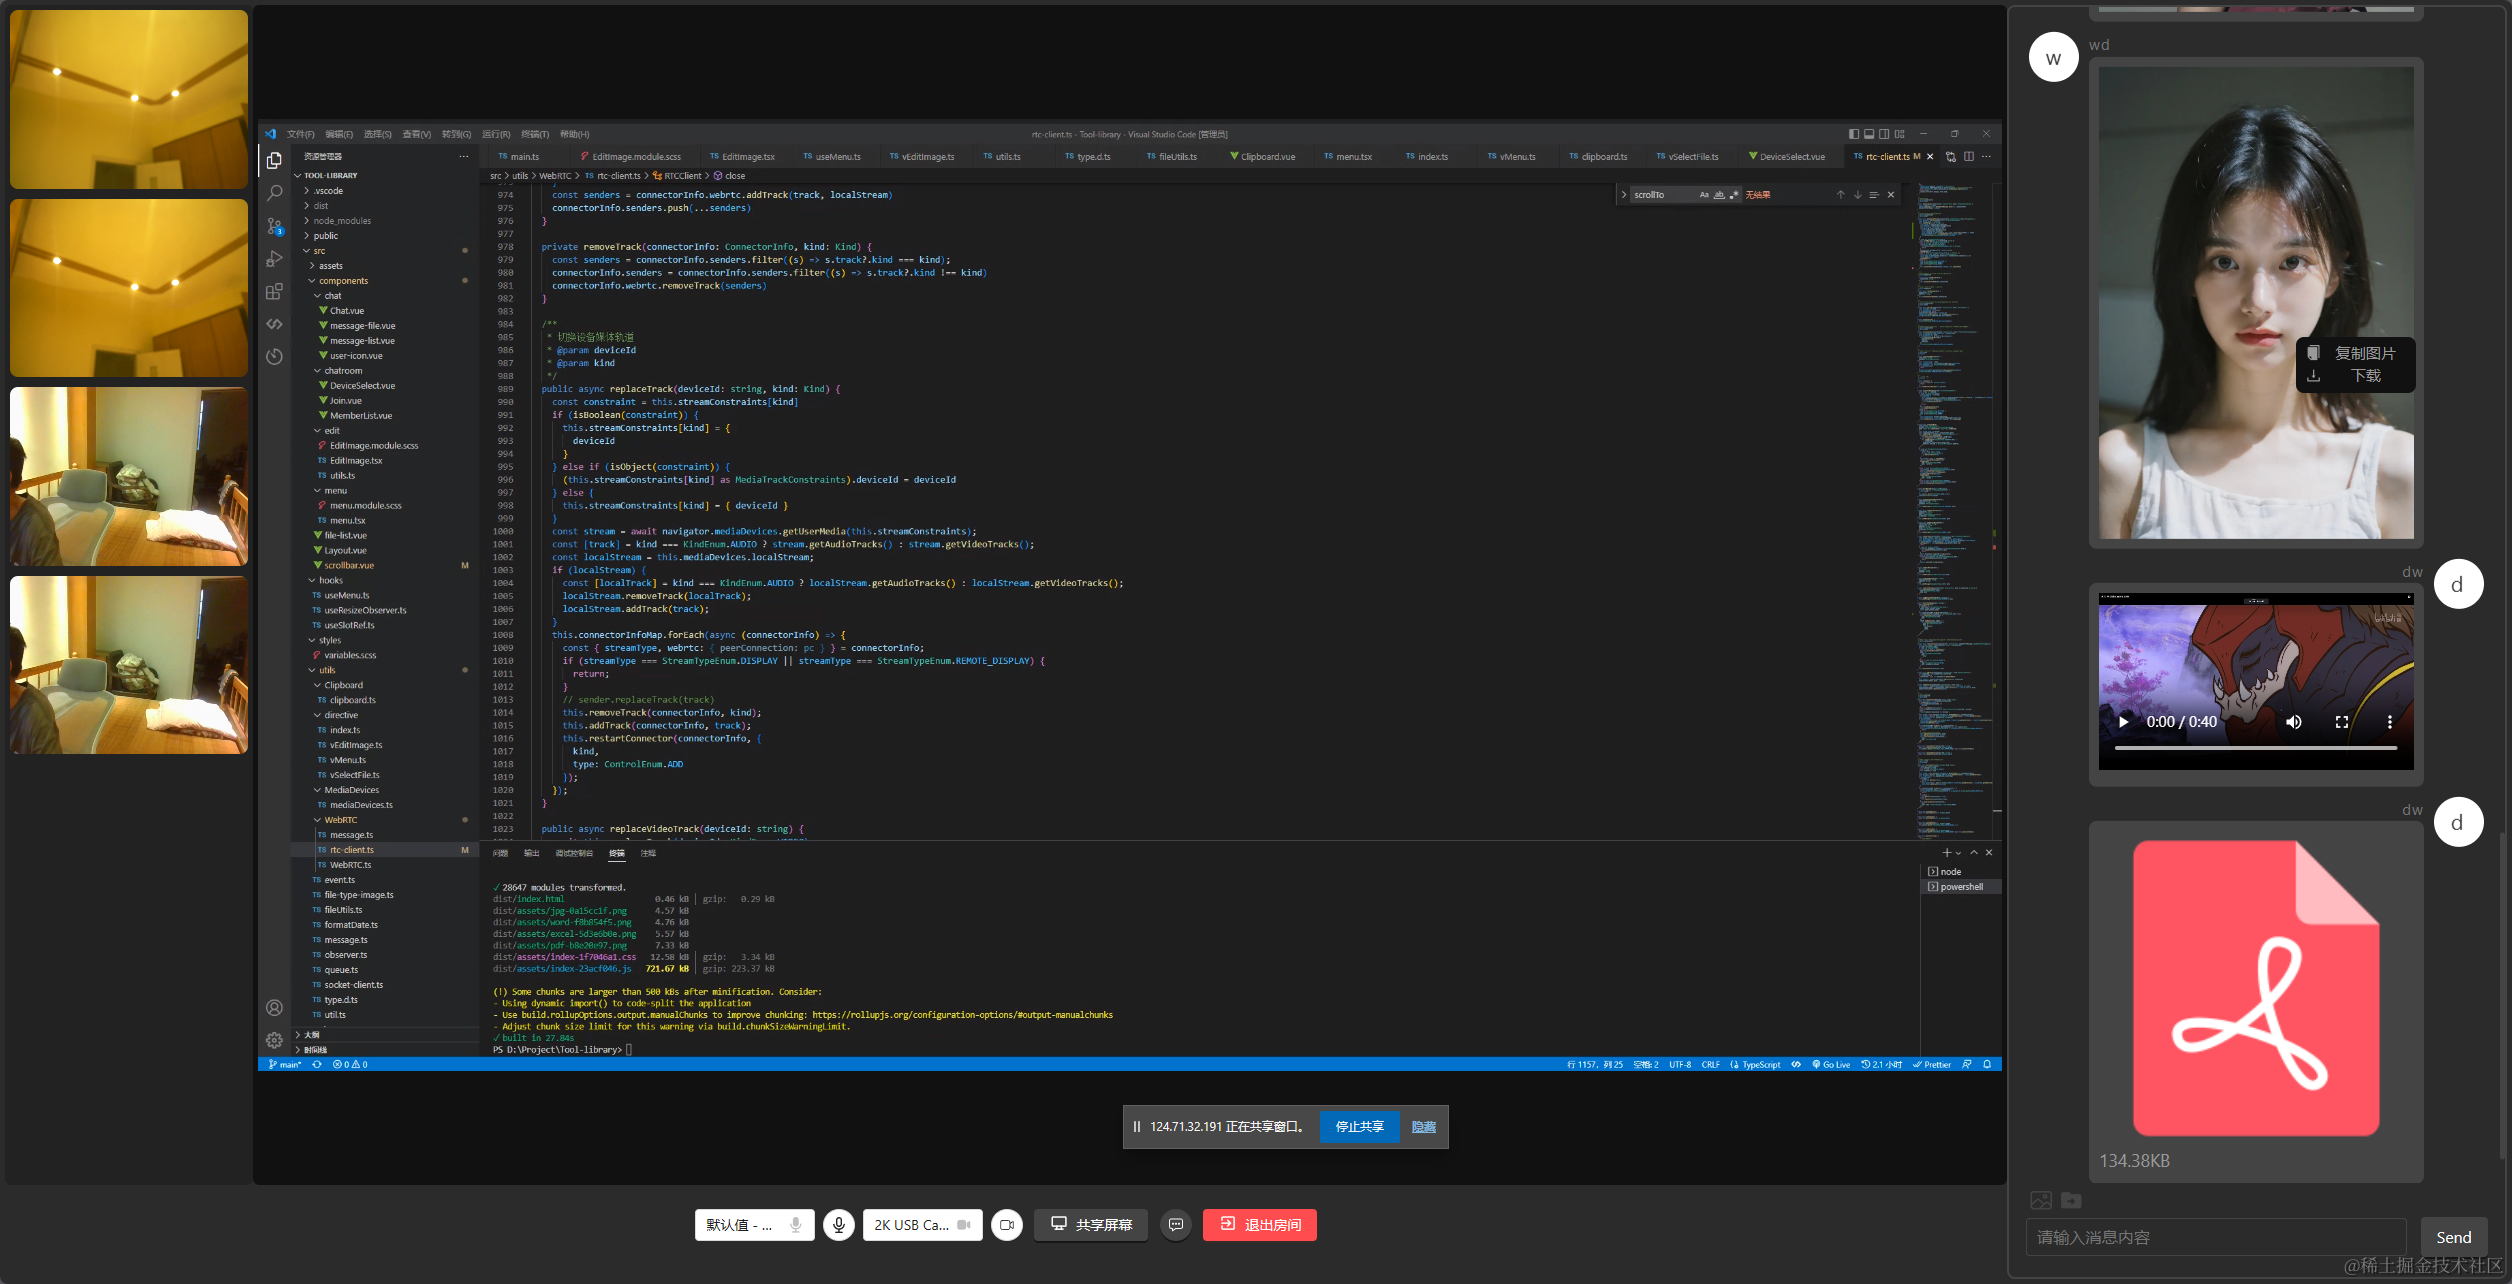 文件(F) 编辑(E) 选择(S) 查看(V) 转到(G) 运行(R) 终端(T) 帮助(H)
rtc-client.ts - Tool-library - Visual Studio Code [管理员]
资源管理器
TOOL-LIBRARY
.vscode
dist
node_modules
public
src
assets
components
chat
Chat.vue
message-file.vue
message-list.vue
user-icon.vue
chatroom
DeviceSelect.vue
Join.vue
MemberList.vue
edit
EditImage.module.scss
EditImage.tsx
utils.ts
menu
menu.module.scss
menu.tsx
file-list.vue
Layout.vue
scrollbar.vue M
hooks
useMenu.ts
useResizeObserver.ts
useSlotRef.ts
styles
variables.scss
utils
Clipboard
clipboard.ts
directive
index.ts
vEditImage.ts
vMenu.ts
vSelectFile.ts
MediaDevices
mediaDevices.ts
WebRTC
message.ts
rtc-client.ts M
WebRTC.ts
event.ts
file-type-image.ts
fileUtils.ts
formatDate.ts
message.ts
observer.ts
queue.ts
socket-client.ts
type.d.ts
util.ts
大纲
时间线
main.ts EditImage.module.scss EditImage.tsx useMenu.ts vEditImage.ts utils.ts type.d.ts fileUtils.ts Clipboard.vue menu.tsx index.ts vMenu.ts clipboard.ts vSelectFile.ts DeviceSelect.vue rtc-client.ts M
src > utils > WebRTC > TS rtc-client.ts > RTCClient > close
scrollTo Aa ab 无结果
974 const senders = connectorInfo.webrtc.addTrack(track, localStream)
975 connectorInfo.senders.push(...senders)
976 }
977
978 private removeTrack(connectorInfo: ConnectorInfo, kind: Kind) {
979 const senders = connectorInfo.senders.filter((s) => s.track?.kind === kind);
980 connectorInfo.senders = connectorInfo.senders.filter((s) => s.track?.kind !== kind)
981 connectorInfo.webrtc.removeTrack(senders)
982 }
983
984 /**
985 * 切换设备媒体轨道
986 * @param deviceId
987 * @param kind
988 */
989 public async replaceTrack(deviceId: string, kind: Kind) {
990 const constraint = this.streamConstraints[kind]
991 if (isBoolean(constraint)) {
992 this.streamConstraints[kind] = {
993 deviceId
994 }
995 } else if (isObject(constraint)) {
996 (this.streamConstraints[kind] as MediaTrackConstraints).deviceId = deviceId
997 } else {
998 this.streamConstraints[kind] = { deviceId }
999 }
1000 const stream = await navigator.mediaDevices.getUserMedia(this.streamConstraints);
1001 const [track] = kind === KindEnum.AUDIO ? stream.getAudioTracks() : stream.getVideoTracks();
1002 const localStream = this.mediaDevices.localStream;
1003 if (localStream) {
1004 const [localTrack] = kind === KindEnum.AUDIO ? localStream.getAudioTracks() : localStream.getVideoTracks();
1005 localStream.removeTrack(localTrack);
1006 localStream.addTrack(track);
1007 }
1008 this.connectorInfoMap.forEach(async (connectorInfo) => {
1009 const { streamType, webrtc: { peerConnection: pc } } = connectorInfo;
1010 if (streamType === StreamTypeEnum.DISPLAY || streamType === StreamTypeEnum.REMOTE_DISPLAY) {
1011 return;
1012 }
1013 // sender.replaceTrack(track)
1014 this.removeTrack(connectorInfo, kind);
1015 this.addTrack(connectorInfo, track);
1016 this.restartConnector(connectorInfo, {
1017 kind,
1018 type: ControlEnum.ADD
1019 });
1020 });
1021 }
1022
1023 public async replaceVideoTrack(deviceId: string) {
问题 输出 调试控制台 终端 注释
node
powershell
✓ 28647 modules transformed.
dist/index.html 0.46 kB │ gzip: 0.29 kB
dist/assets/jpg-0a15cc1f.png 4.57 kB
dist/assets/word-f8b854f5.png 4.76 kB
dist/assets/excel-5d3e6b0e.png 5.57 kB
dist/assets/pdf-b8e20e97.png 7.33 kB
dist/assets/index-1f7046a1.css 12.58 kB │ gzip: 3.34 kB
dist/assets/index-23acf046.js 721.67 kB │ gzip: 223.37 kB
(!) Some chunks are larger than 500 kBs after minification. Consider:
- Using dynamic import() to code-split the application
- Use build.rollupOptions.output.manualChunks to improve chunking: https://rollupjs.org/configuration-options/#output-manualchunks
- Adjust chunk size limit for this warning via build.chunkSizeWarningLimit.
✓ built in 27.84s
PS D:\Project\Tool-library>
main* 0 0 行 1157，列 25 空格: 2 UTF-8 CRLF TypeScript Go Live 2.1 小时 Prettier
124.71.32.191 正在共享窗口。 停止共享 隐藏
默认值 - ... 2K USB Ca... 共享屏幕 退出房间
w wd
复制图片
下载
dw d
0:00 / 0:40
dw d
134.38KB
请输入消息内容 Send
@稀土掘金技术社区